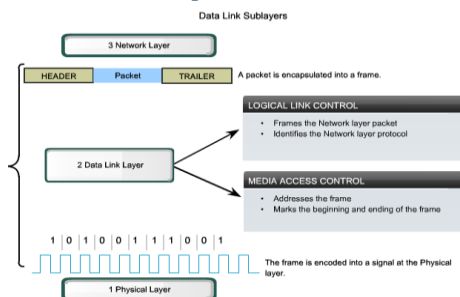 Data Link Sublayers
3 Network Layer
HEADER Packet TRAILER A packet is encapsulated into a frame.
LOGICAL LINK CONTROL
• Frames the Network layer packet
• Identifies the Network layer protocol
2 Data Link Layer
MEDIA ACCESS CONTROL
• Addresses the frame
• Marks the beginning and ending of the frame
1 0 1 0 0 1 1 1 0 0 1
The frame is encoded into a signal at the Physical
layer.
1 Physical Layer